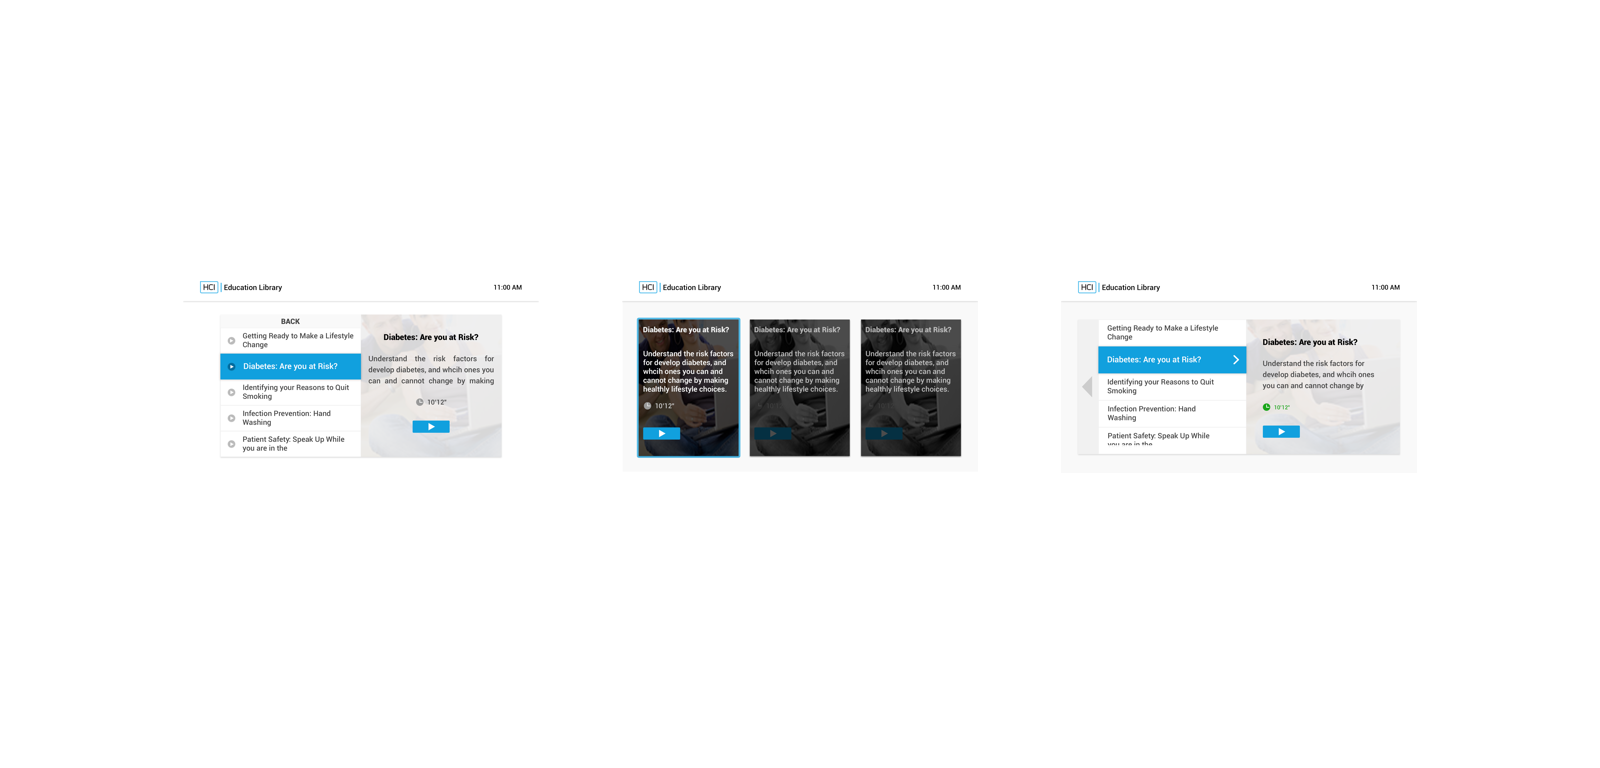 HCI | Education Library
11:00 AM
BACK
Getting Ready to Make a Lifestyle
Change
Diabetes: Are you at Risk?
Identifying your Reasons to Quit
Smoking
Infection Prevention: Hand
Washing
Patient Safety: Speak Up While
you are in the
Diabetes: Are you at Risk?
Understand the risk factors for
develop diabetes, and whcih ones you
can and cannot change by making
10'12"
HCI | Education Library
11:00 AM
Diabetes: Are you at Risk?
Understand the risk factors
for develop diabetes, and
whcih ones you can and
cannot change by making
healthly lifestyle choices.
10'12"
Diabetes: Are you at Risk?
Understand the risk factors
for develop diabetes, and
whcih ones you can and
cannot change by making
healthly lifestyle choices.
Diabetes: Are you at Risk?
Understand the risk factors
for develop diabetes, and
whcih ones you can and
cannot change by making
healthly lifestyle choices.
HCI | Education Library
11:00 AM
Getting Ready to Make a Lifestyle
Change
Diabetes: Are you at Risk?
Identifying your Reasons to Quit
Smoking
Infection Prevention: Hand
Washing
Patient Safety: Speak Up While
you are in the
Diabetes: Are you at Risk?
Understand the risk factors for
develop diabetes, and whcih ones
you can and cannot change by
10'12"